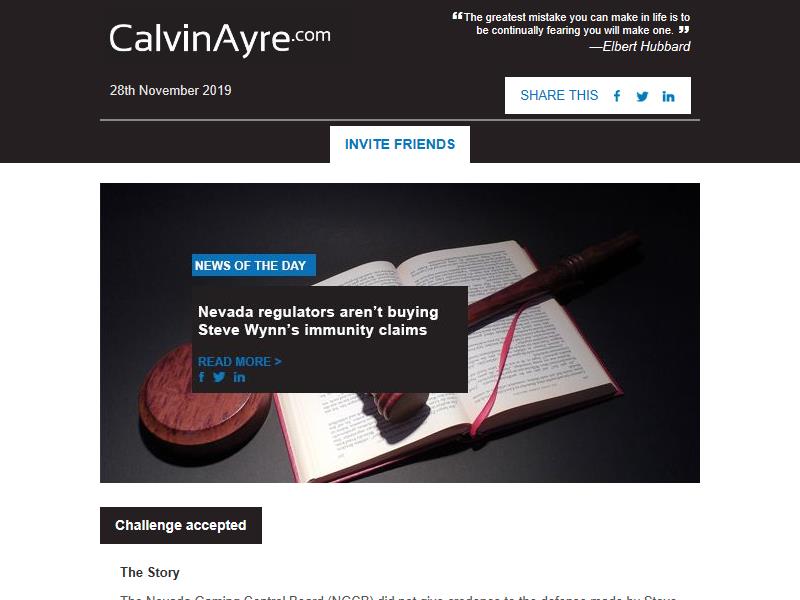 CalvinAyre.com
“The greatest mistake you can make in life is to
be continually fearing you will make one. ”
—Elbert Hubbard
28th November 2019
SHARE THIS
INVITE FRIENDS
NEWS OF THE DAY
Nevada regulators aren’t buying
Steve Wynn’s immunity claims
READ MORE >
Challenge accepted
The Story
The Nevada Gaming Control Board (NGCB) did not give credence to the defense made by Steve